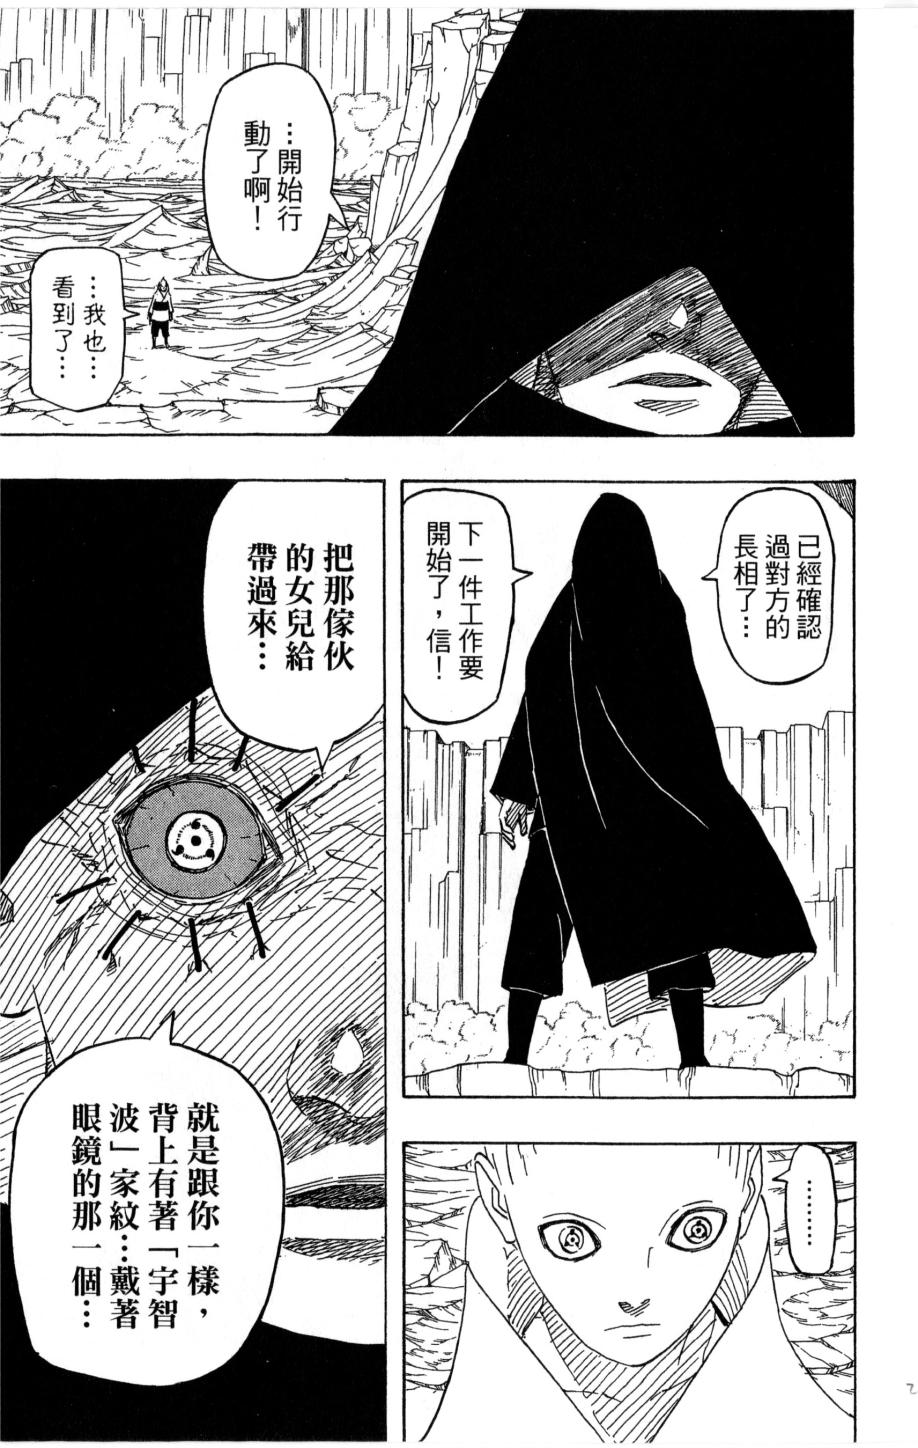 …開始行
動了啊！
…我也…
看到了…
已經確認
過對方的
長相了…
下一件工作要
開始了，信！
………
把那傢伙
的女兒給
帶過來…
就是跟你一樣，
背上有著「宇智
波」家紋…戴著
眼鏡的那一個…
2